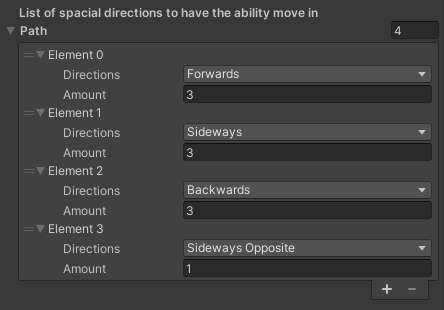 List of spacial directions to have the ability move in
Path 4
Element 0
Directions Forwards
Amount 3
Element 1
Directions Sideways
Amount 3
Element 2
Directions Backwards
Amount 3
Element 3
Directions Sideways Opposite
Amount 1
+ −